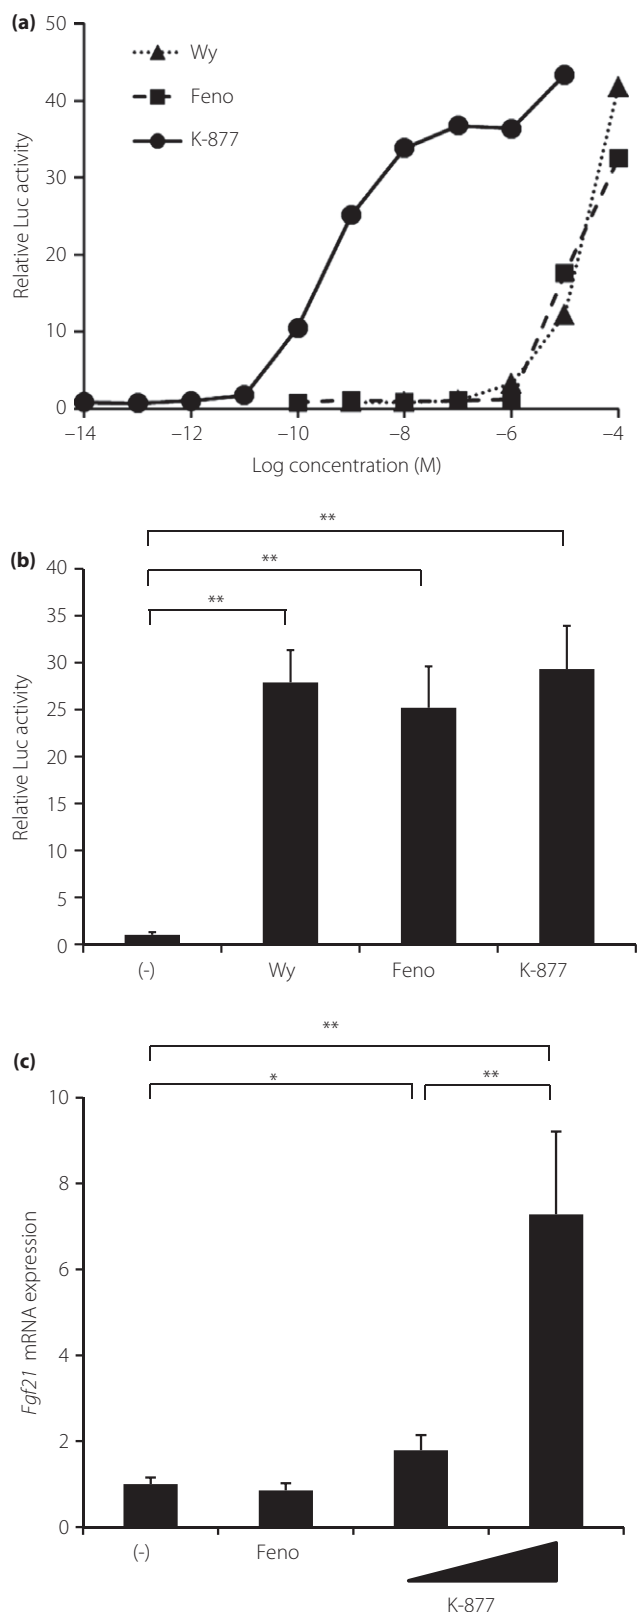 (a)
50
40
30
20
10
0
Relative Luc activity
Wy
Feno
K-877
−14
−12
−10
−8
−6
−4
Log concentration (M)
(b)
**
**
**
40
35
30
25
20
15
10
5
0
Relative Luc activity
(-)
Wy
Feno
K-877
(c)
**
*
**
10
8
6
4
2
0
Fgf21 mRNA expression
(-)
Feno
K-877